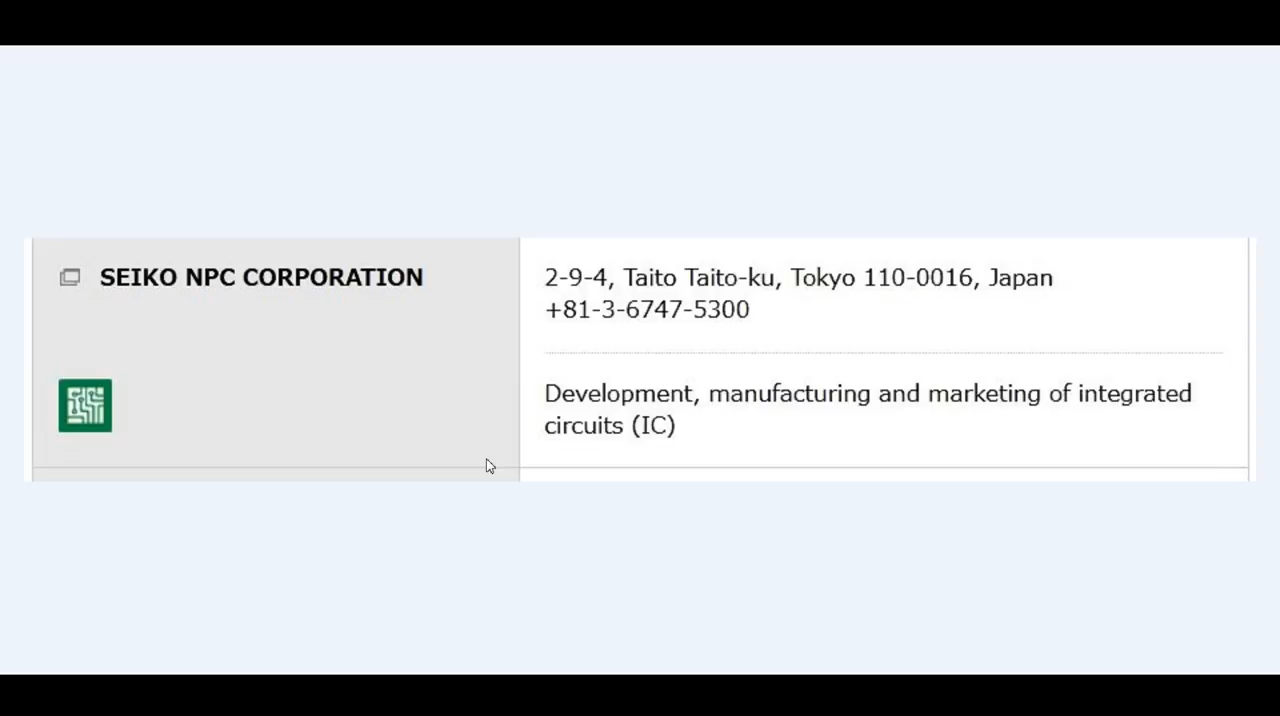 SEIKO NPC CORPORATION
2-9-4, Taito Taito-ku, Tokyo 110-0016, Japan
+81-3-6747-5300
Development, manufacturing and marketing of integrated
circuits (IC)